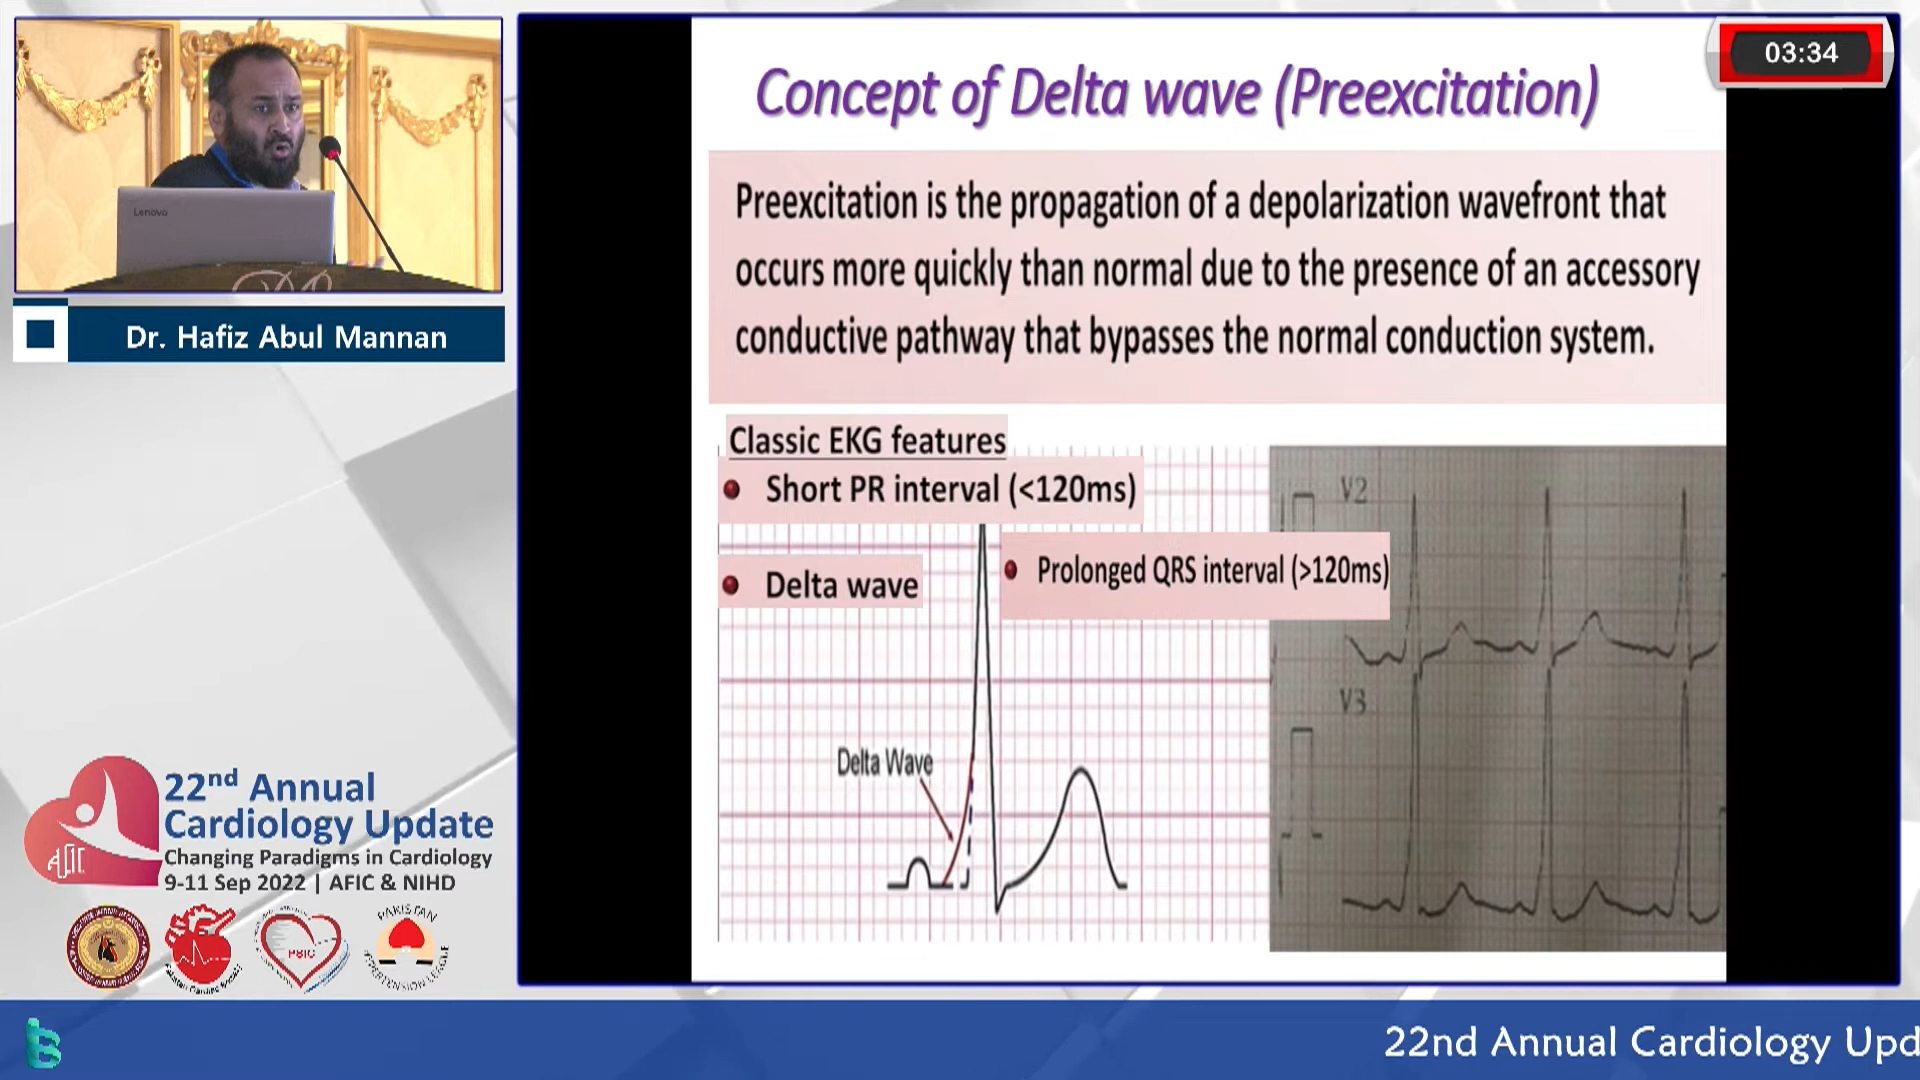 03:34
Lenovo
Dr. Hafiz Abul Mannan
Concept of Delta wave (Preexcitation)
Preexcitation is the propagation of a depolarization wavefront that
occurs more quickly than normal due to the presence of an accessory
conductive pathway that bypasses the normal conduction system.
Classic EKG features
Short PR interval (<120ms)
Delta wave
Prolonged QRS interval (>120ms)
Delta Wave
V2
V3
22nd Annual
Cardiology Update
Changing Paradigms in Cardiology
9-11 Sep 2022 | AFIC & NIHD
PAKISTAN
HYPERTENSION LEAGUE
22nd Annual Cardiology Upd